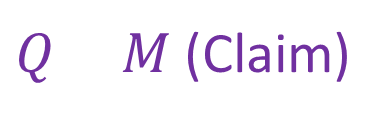 𝑄 𝑀 (Claim)